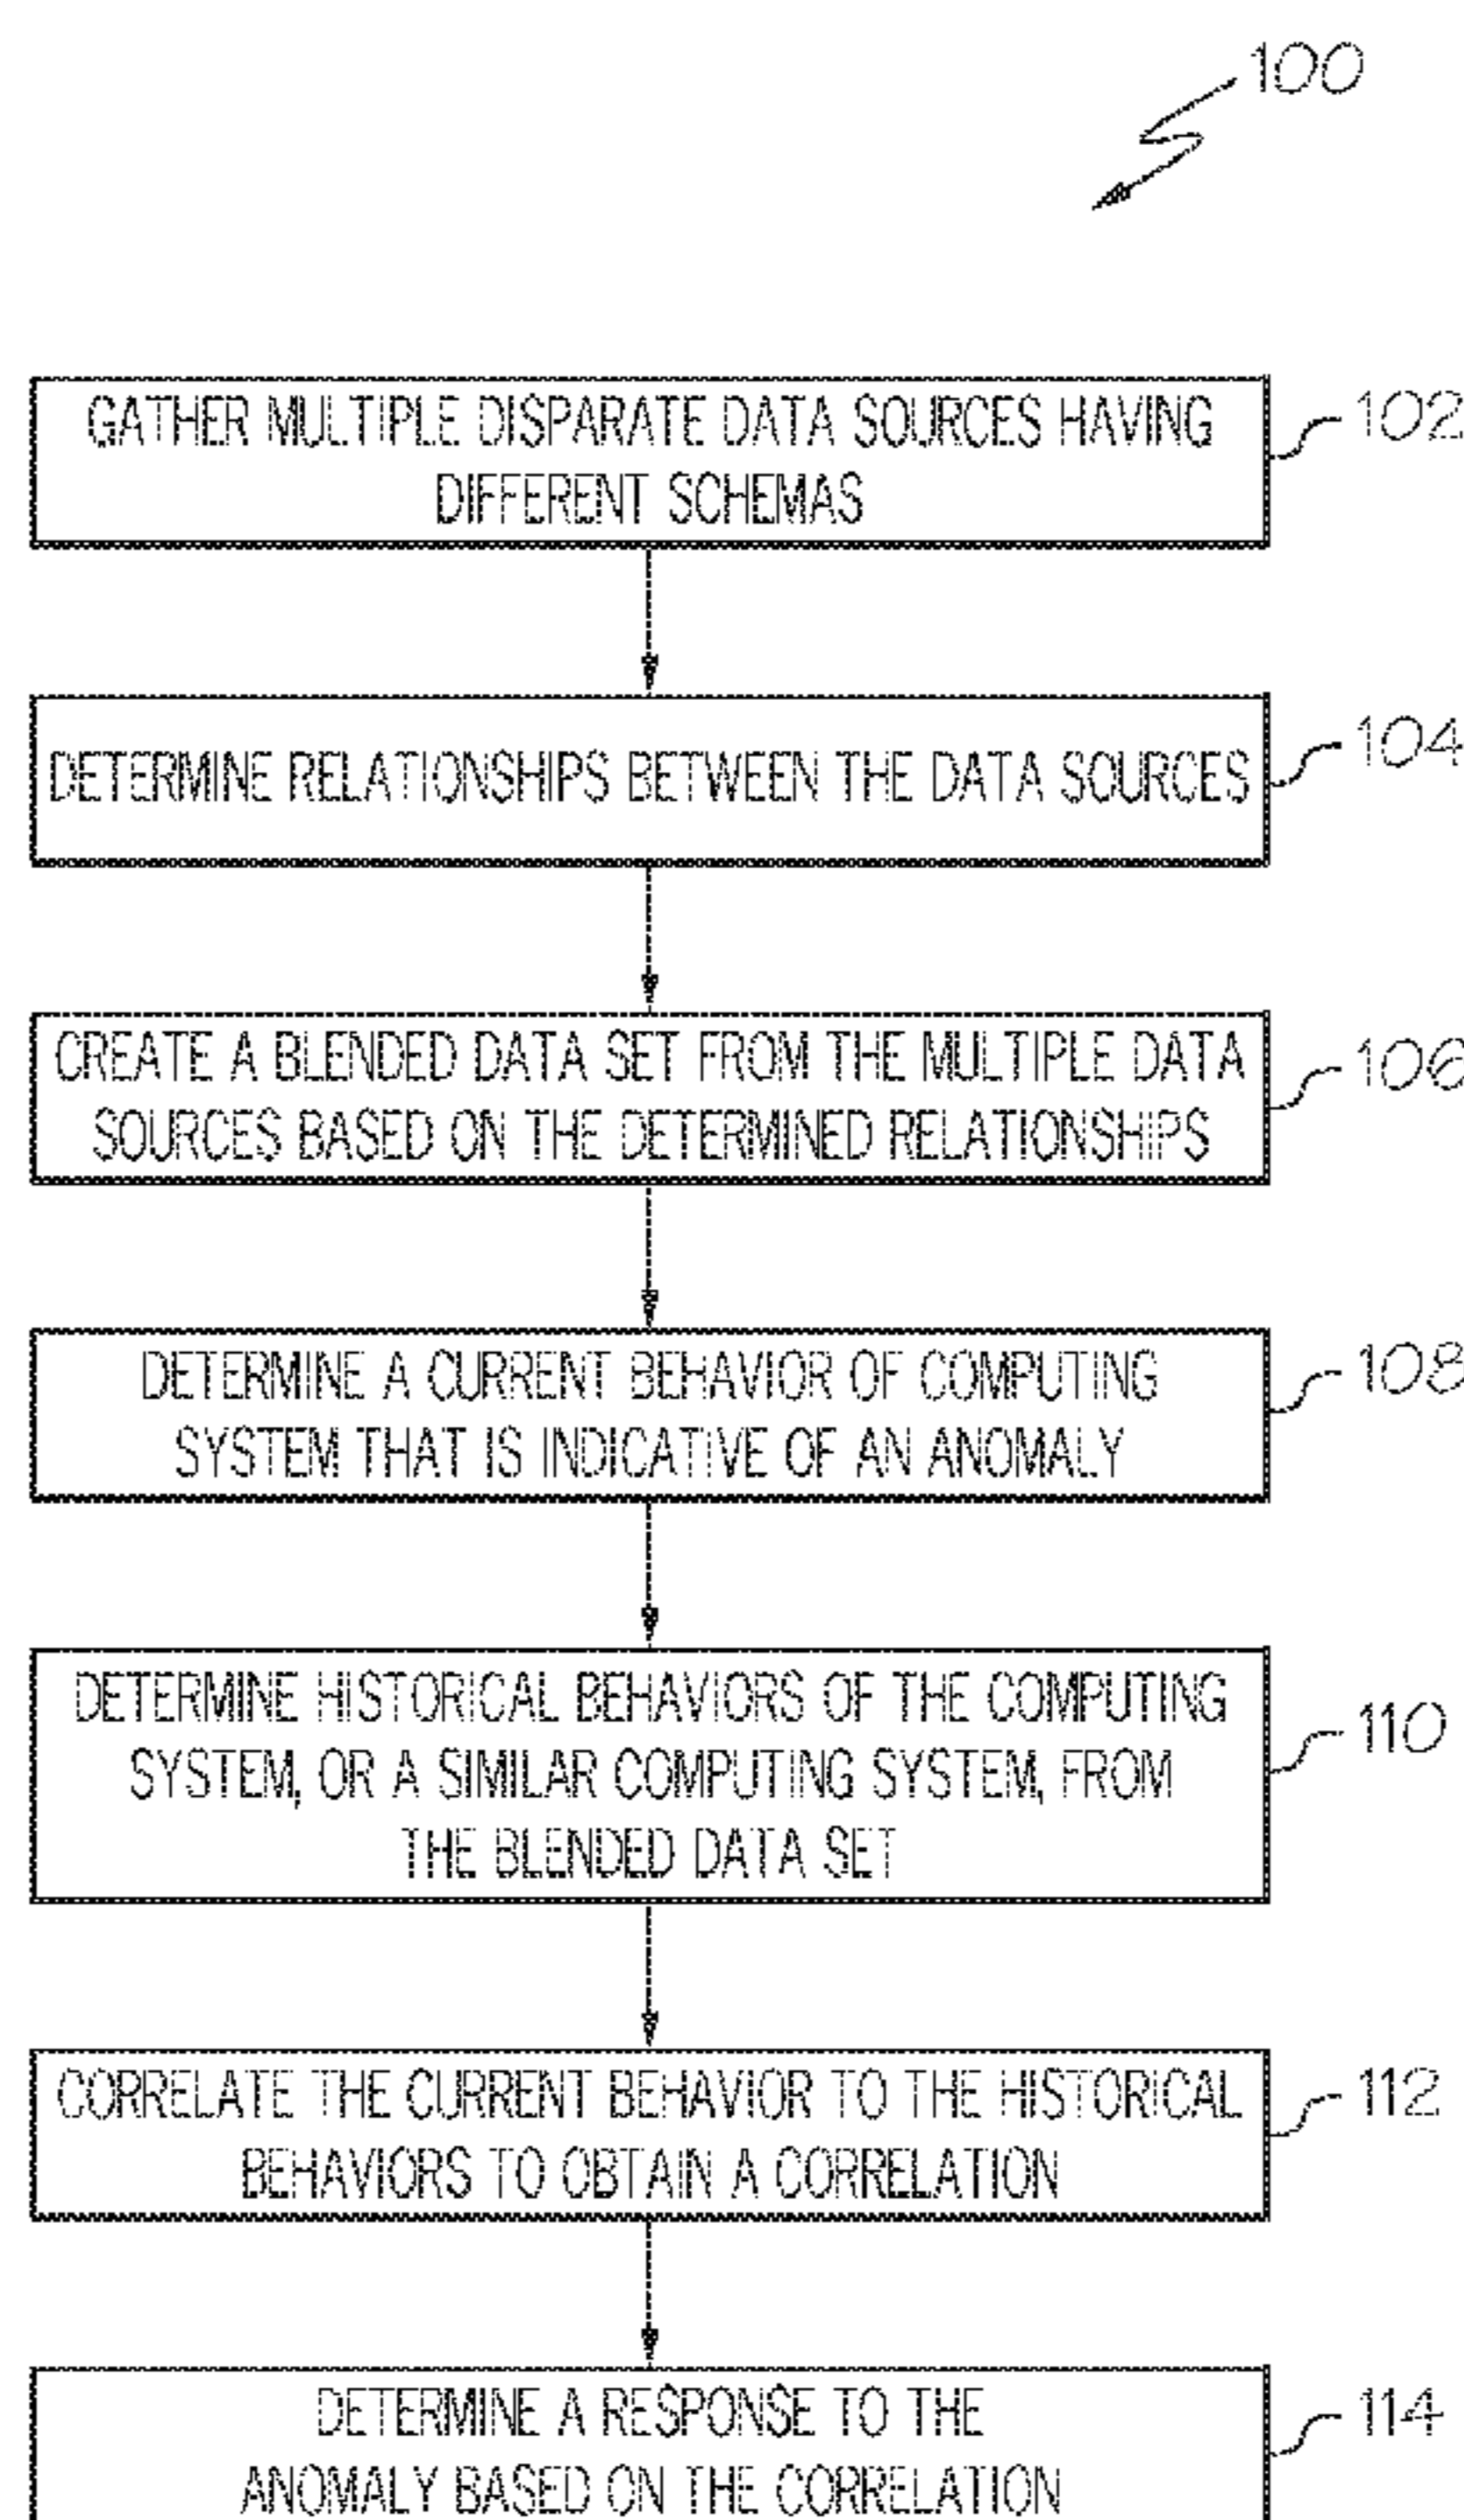 100
GATHER MULTIPLE DISPARATE DATA SOURCES HAVING
DIFFERENT SCHEMAS
102
DETERMINE RELATIONSHIPS BETWEEN THE DATA SOURCES
104
CREATE A BLENDED DATA SET FROM THE MULTIPLE DATA
SOURCES BASED ON THE DETERMINED RELATIONSHIPS
106
DETERMINE A CURRENT BEHAVIOR OF COMPUTING
SYSTEM THAT IS INDICATIVE OF AN ANOMALY
108
DETERMINE HISTORICAL BEHAVIORS OF THE COMPUTING
SYSTEM, OR A SIMILAR COMPUTING SYSTEM, FROM
THE BLENDED DATA SET
110
CORRELATE THE CURRENT BEHAVIOR TO THE HISTORICAL
BEHAVIORS TO OBTAIN A CORRELATION
112
DETERMINE A RESPONSE TO THE
ANOMALY BASED ON THE CORRELATION
114